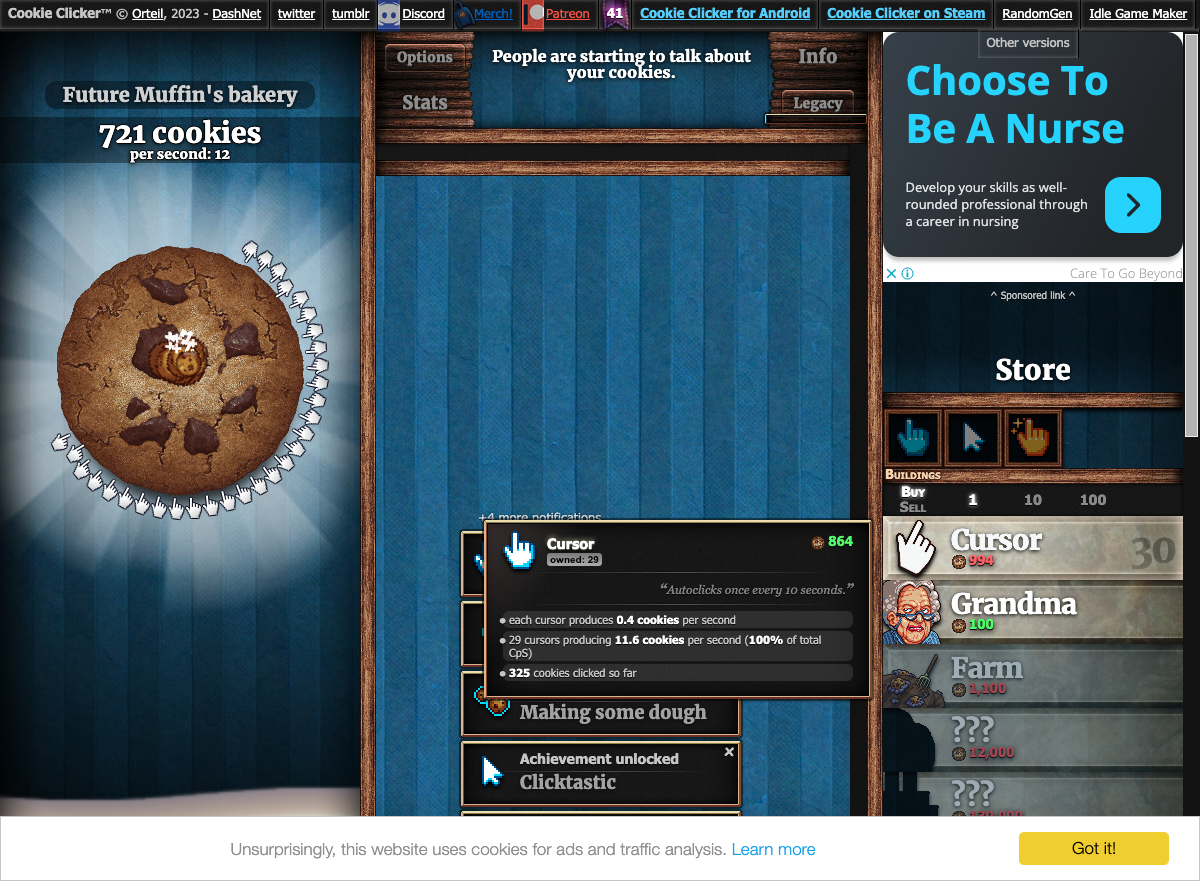 Cookie Clicker™ © Orteil, 2023 - DashNet
twitter
tumblr
Discord
Merch!
Patreon
41
Cookie Clicker for Android
Cookie Clicker on Steam
RandomGen
Idle Game Maker
Other versions
Future Muffin's bakery
721 cookies
per second: 12
Options
Stats
People are starting to talk about
your cookies.
Info
Legacy
Choose To
Be A Nurse
Develop your skills as well-
rounded professional through
a career in nursing
Care To Go Beyond
^ Sponsored link ^
Store
Buildings
Buy
Sell
1
10
100
Cursor
994
30
Grandma
100
Farm
1,100
???
12,000
???
+4 more notifications
Cursor
owned: 29
864
“Autoclicks once every 10 seconds.”
• each cursor produces 0.4 cookies per second
• 29 cursors producing 11.6 cookies per second (100% of total
CpS)
• 325 cookies clicked so far
Making some dough
Achievement unlocked
Clicktastic
Unsurprisingly, this website uses cookies for ads and traffic analysis. Learn more
Got it!